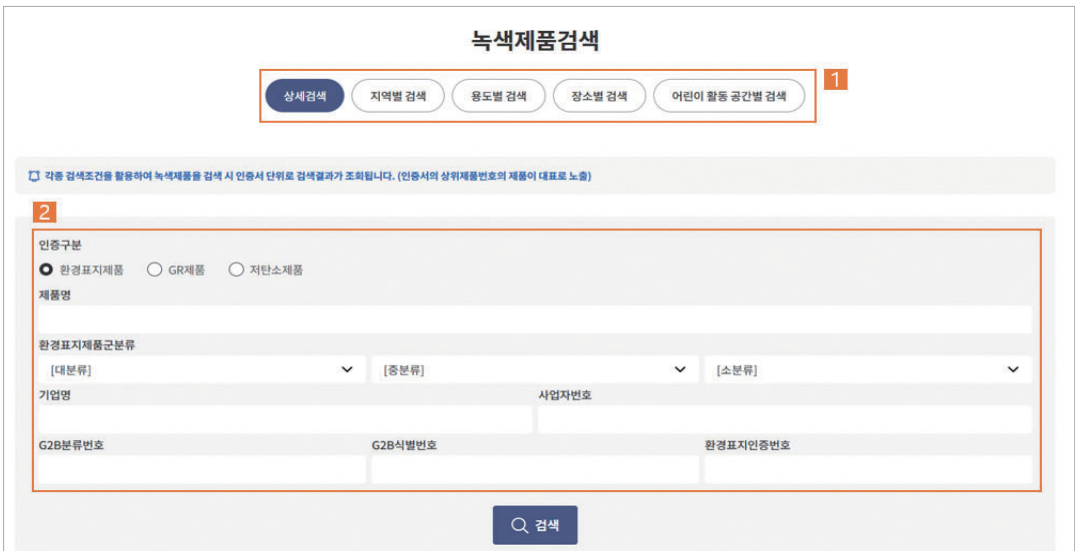 녹색제품검색
1
상세검색 지역별 검색 용도별 검색 장소별 검색 어린이 활동 공간별 검색
각종 검색조건을 활용하여 녹색제품을 검색 시 인증서 단위로 검색결과가 조회됩니다. (인증서의 상위제품번호의 제품이 대표로 노출)
2
인증구분
환경표지제품 GR제품 저탄소제품
제품명
환경표지제품군분류
[대분류] [중분류] [소분류]
기업명 사업자번호
G2B분류번호 G2B식별번호 환경표지인증번호
검색